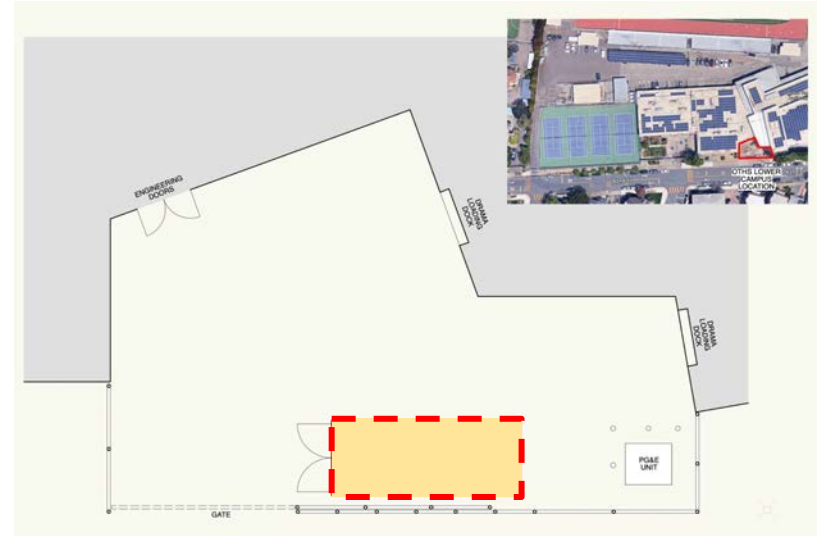 OTHS LOWER
CAMPUS
LOCATION
ENGINEERING
DOORS
DRAMA
LOADING
DOCK
DRAMA
LOADING
DOCK
PG&E
UNIT
GATE